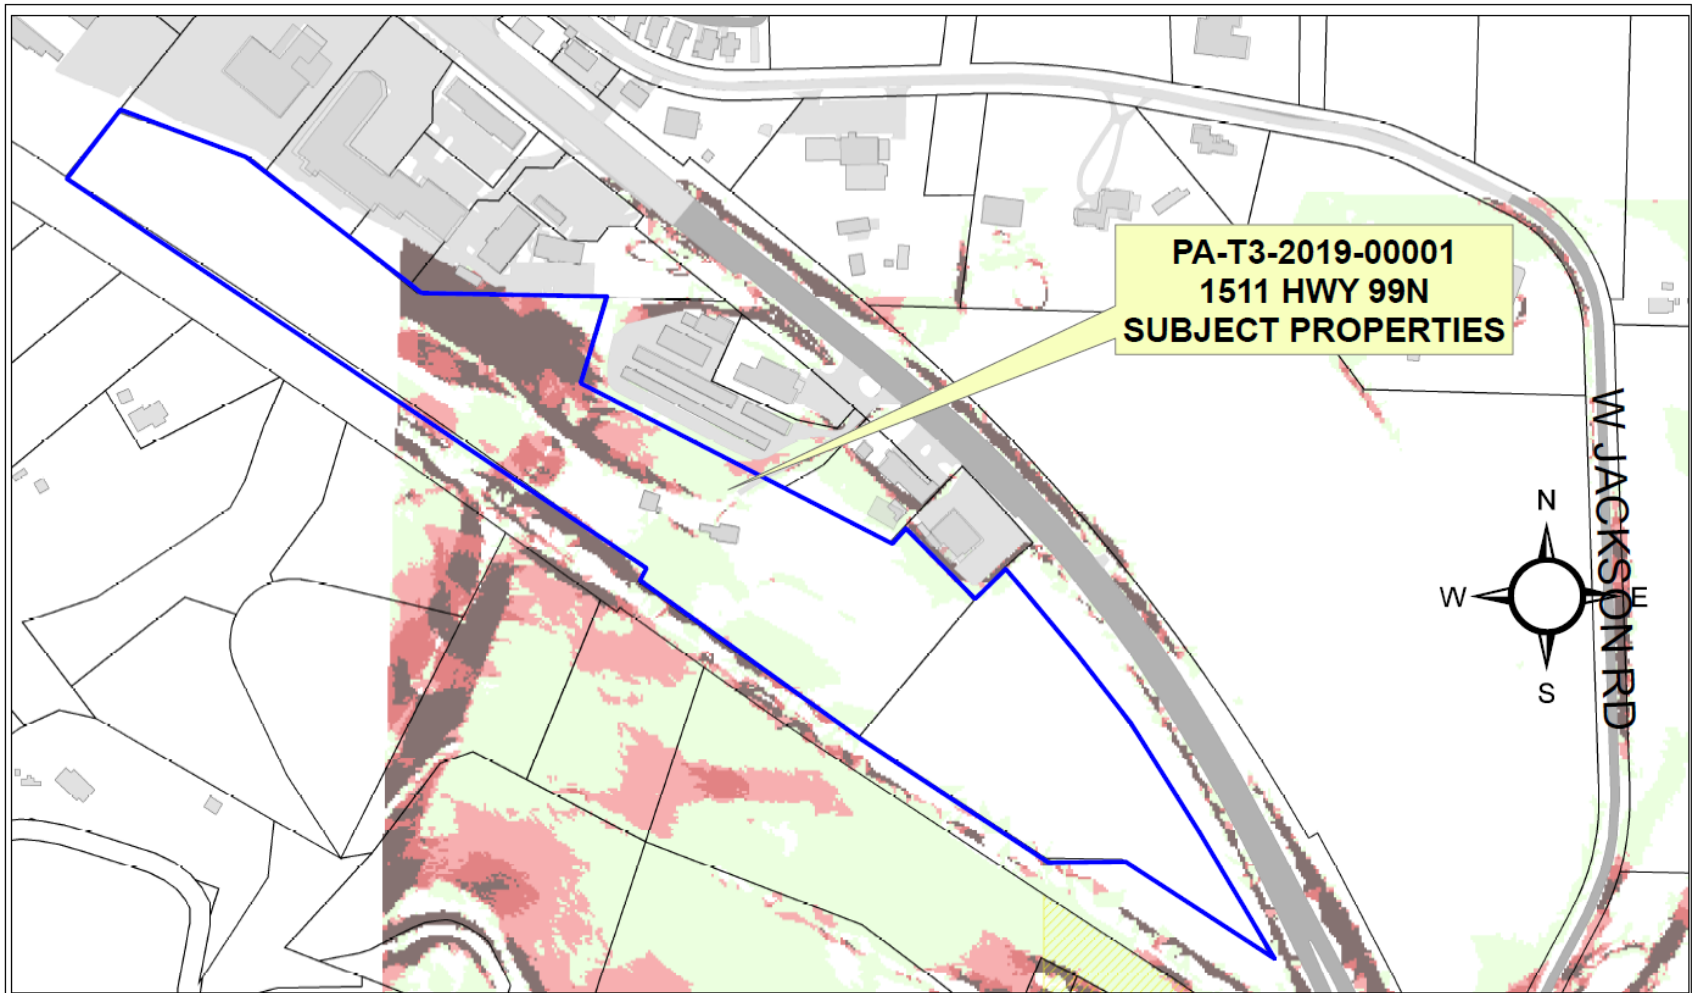 PA-T3-2019-00001
1511 HWY 99N
SUBJECT PROPERTIES
W JACKSON RD
N
W
E
S